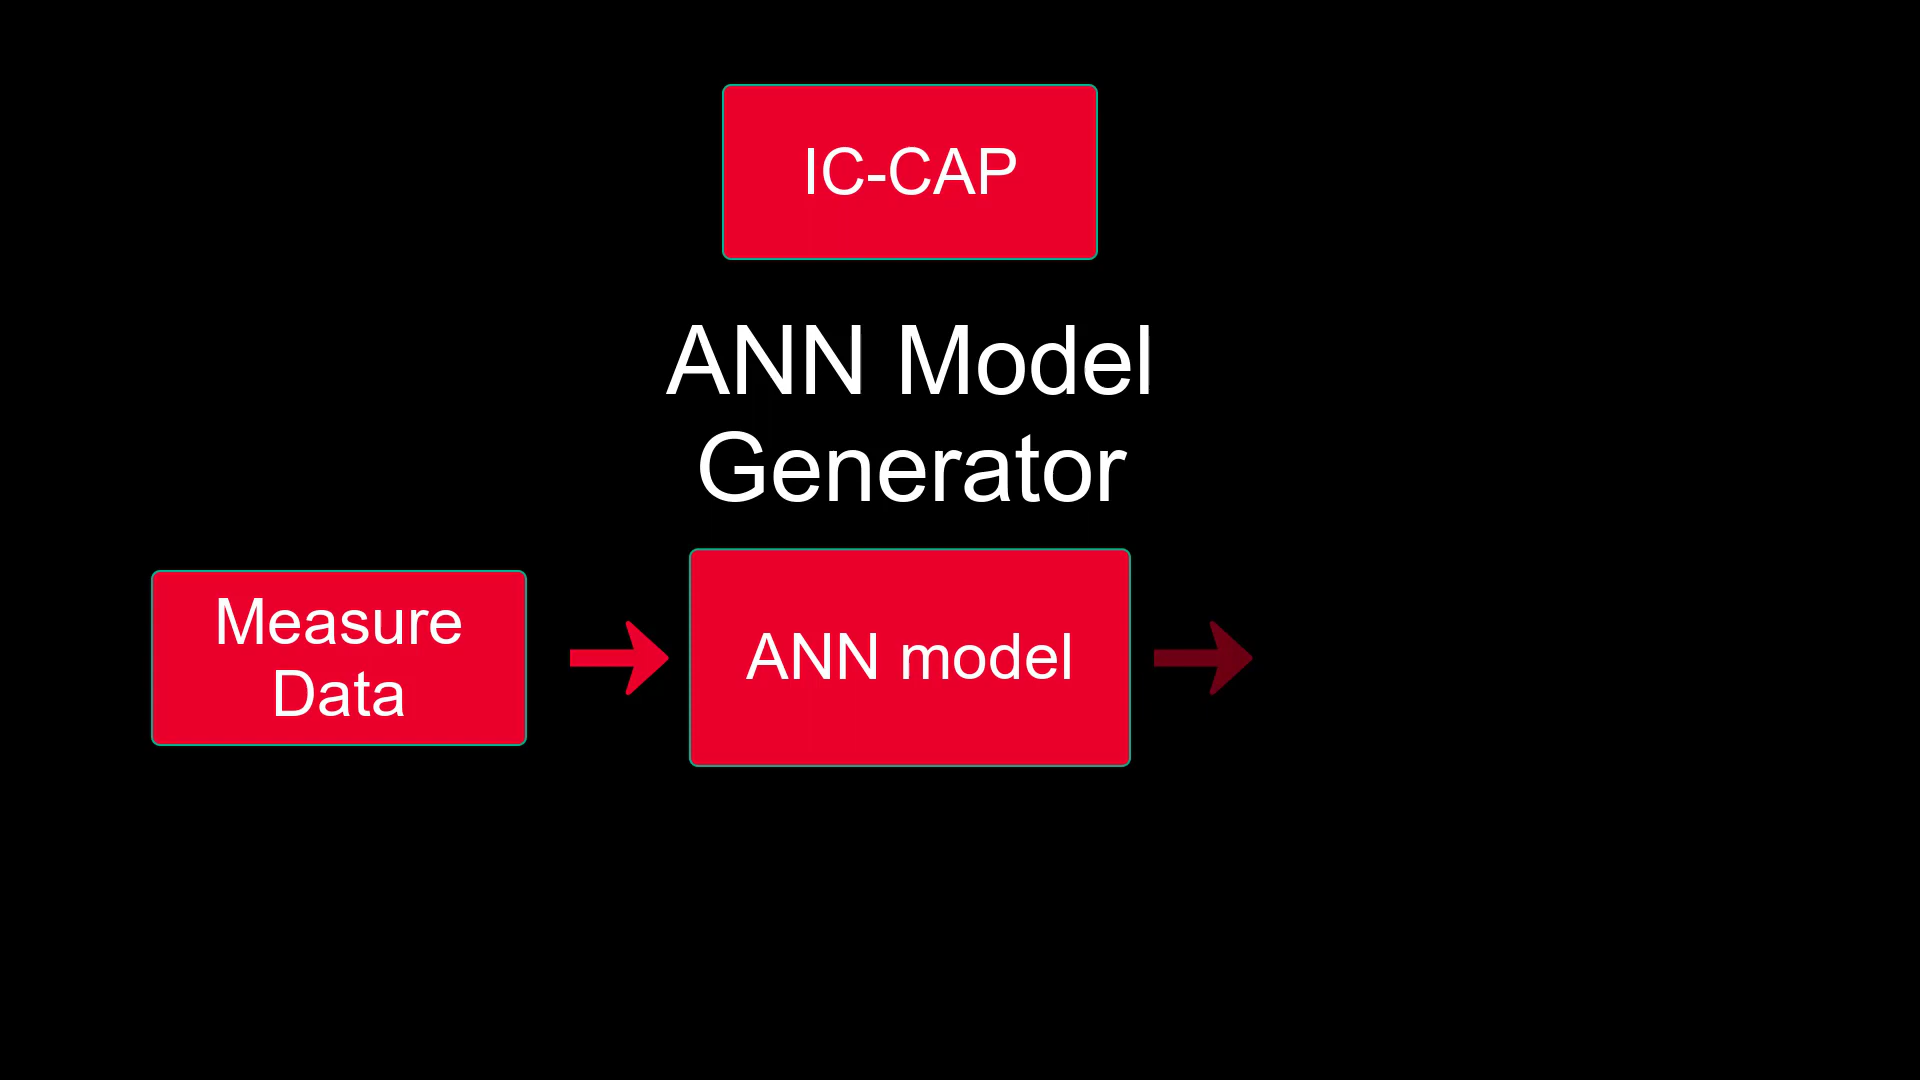 IC-CAP
ANN Model
Generator
Measure
Data
ANN model